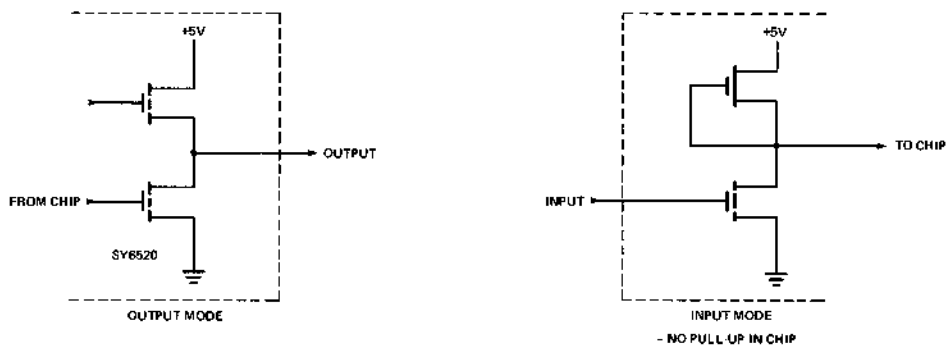 +5V
OUTPUT
FROM CHIP
SY6520
OUTPUT MODE
+5V
TO CHIP
INPUT
INPUT MODE
– NO PULL-UP IN CHIP